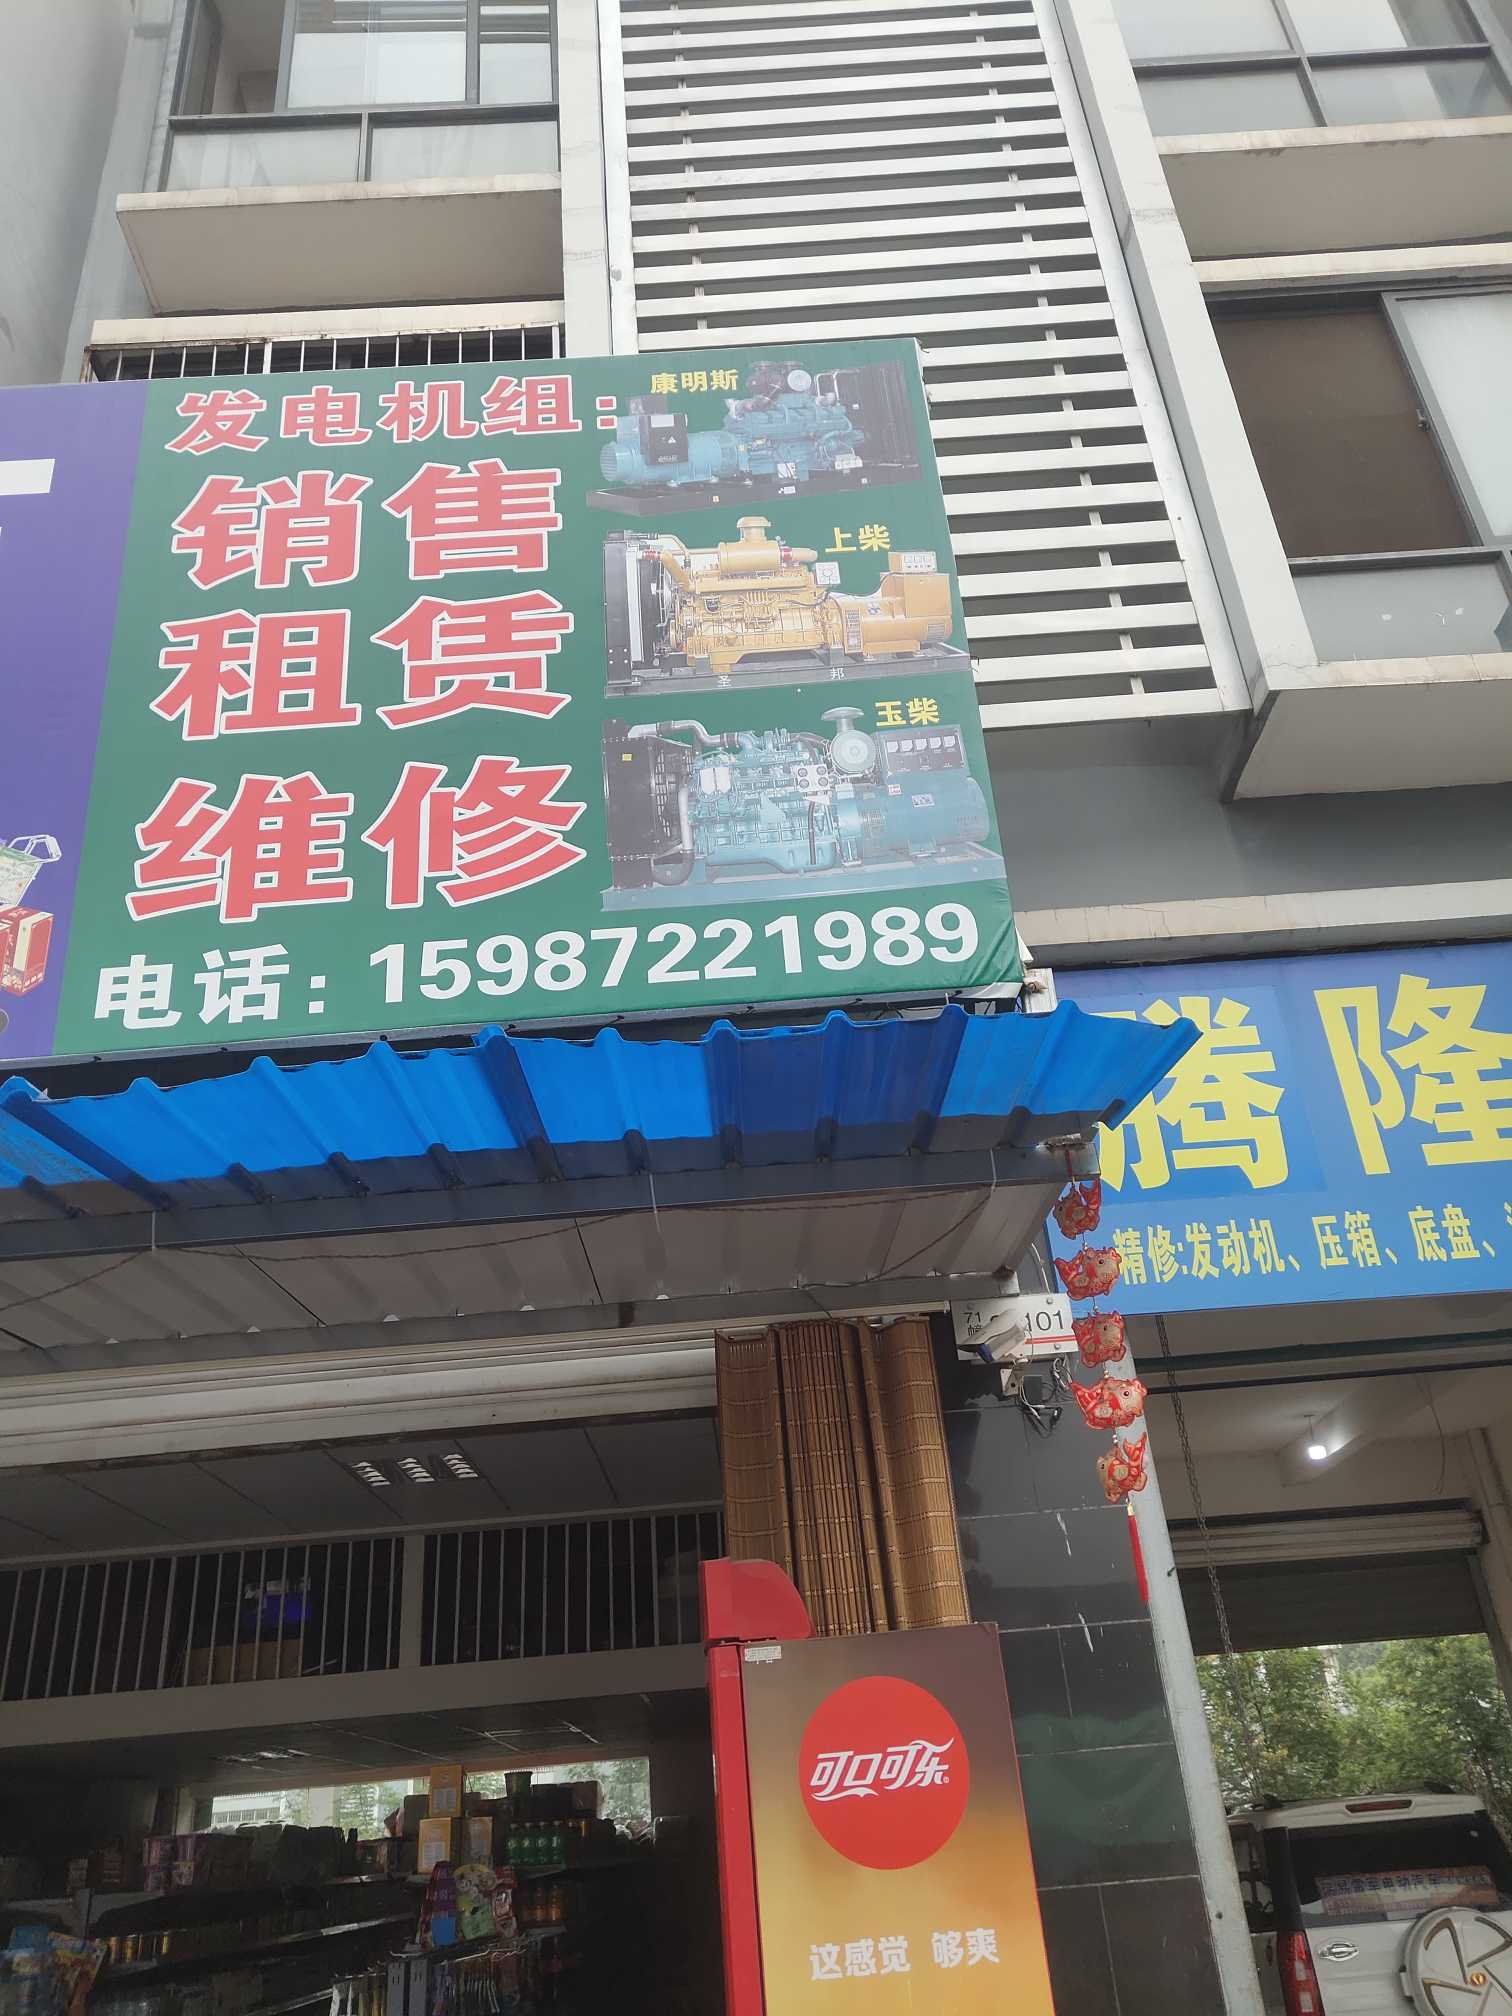 发电机组：
销售
租赁
维修
康明斯
上柴
圣邦
玉柴
电话：15987221989
腾隆
精修:发动机、压箱、底盘、
71
幢
101
可口可乐
这感觉 够爽